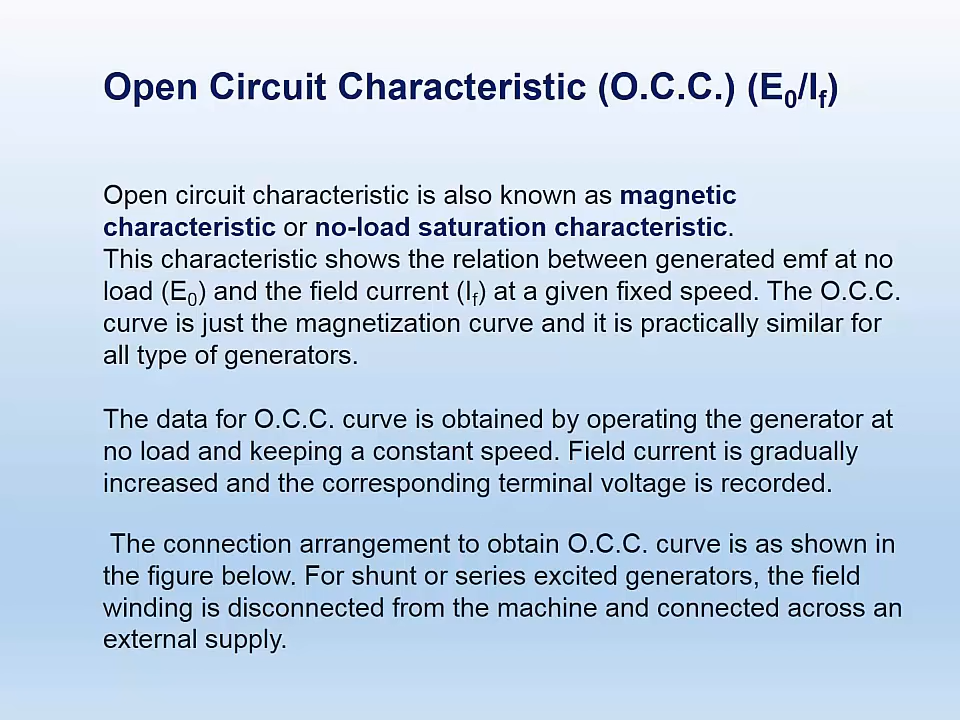 Open Circuit Characteristic (O.C.C.) (E₀/I_f)
Open circuit characteristic is also known as magnetic
characteristic or no-load saturation characteristic.
This characteristic shows the relation between generated emf at no
load (E₀) and the field current (I_f) at a given fixed speed. The O.C.C.
curve is just the magnetization curve and it is practically similar for
all type of generators.
The data for O.C.C. curve is obtained by operating the generator at
no load and keeping a constant speed. Field current is gradually
increased and the corresponding terminal voltage is recorded.
The connection arrangement to obtain O.C.C. curve is as shown in
the figure below. For shunt or series excited generators, the field
winding is disconnected from the machine and connected across an
external supply.